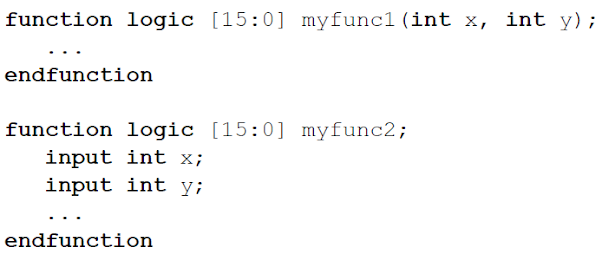 function logic [15:0] myfunc1(int x, int y);
...
endfunction
function logic [15:0] myfunc2;
input int x;
input int y;
...
endfunction